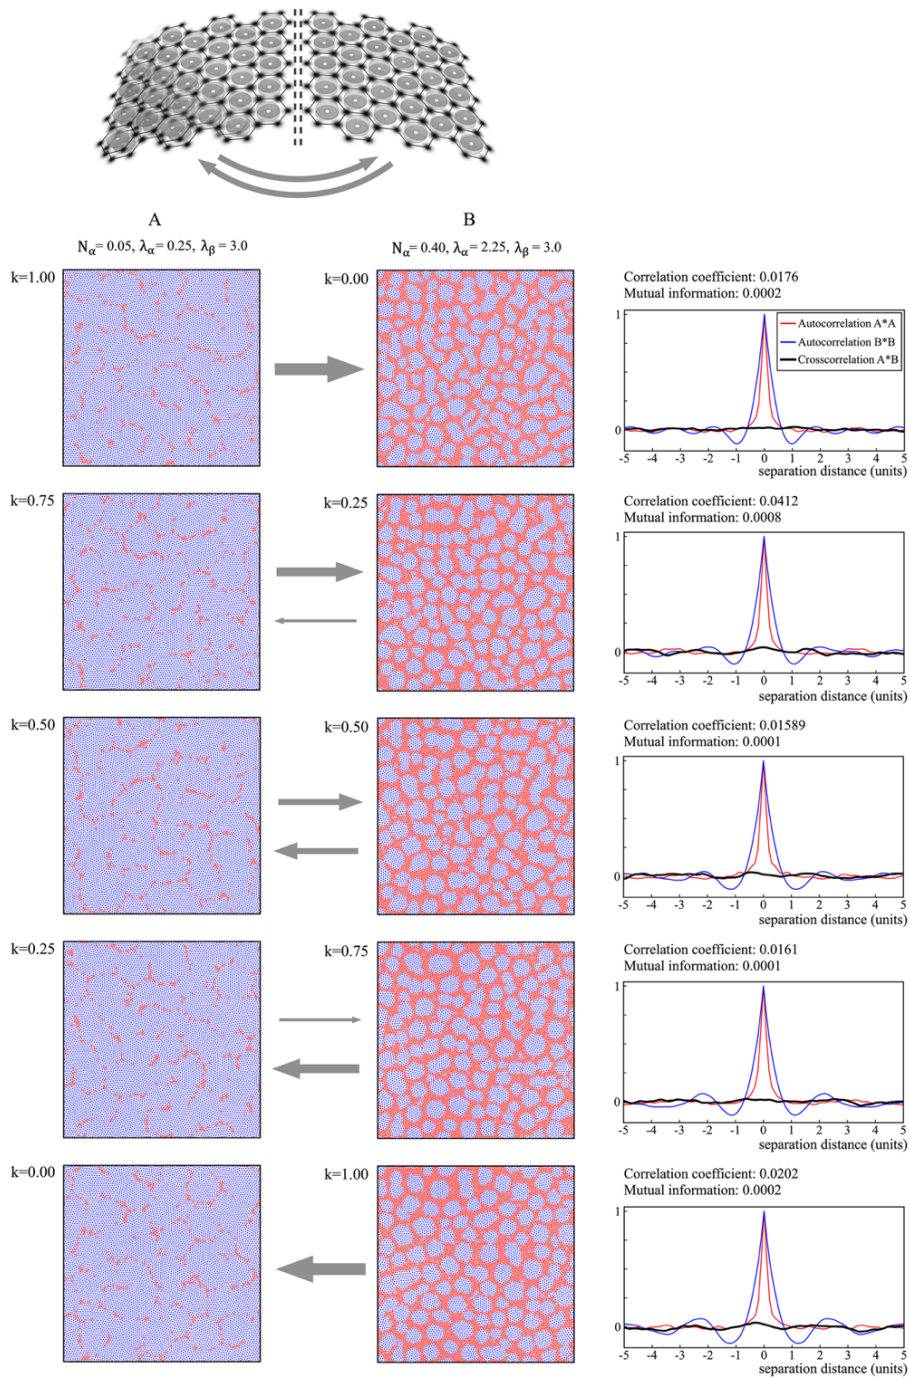 A
B
Nα= 0.05, λα= 0.25, λβ= 3.0
Nα= 0.40, λα= 2.25, λβ= 3.0
k=1.00
k=0.00
Correlation coefficient: 0.0176
Mutual information: 0.0002
1
Autocorrelation A*A
Autocorrelation B*B
Crosscorrelation A*B
0
-5 -4 -3 -2 -1 0 1 2 3 4 5
separation distance (units)
k=0.75
k=0.25
Correlation coefficient: 0.0412
Mutual information: 0.0008
1
0
-5 -4 -3 -2 -1 0 1 2 3 4 5
separation distance (units)
k=0.50
k=0.50
Correlation coefficient: 0.01589
Mutual information: 0.0001
1
0
-5 -4 -3 -2 -1 0 1 2 3 4 5
separation distance (units)
k=0.25
k=0.75
Correlation coefficient: 0.0161
Mutual information: 0.0001
1
0
-5 -4 -3 -2 -1 0 1 2 3 4 5
separation distance (units)
k=0.00
k=1.00
Correlation coefficient: 0.0202
Mutual information: 0.0002
1
0
-5 -4 -3 -2 -1 0 1 2 3 4 5
separation distance (units)